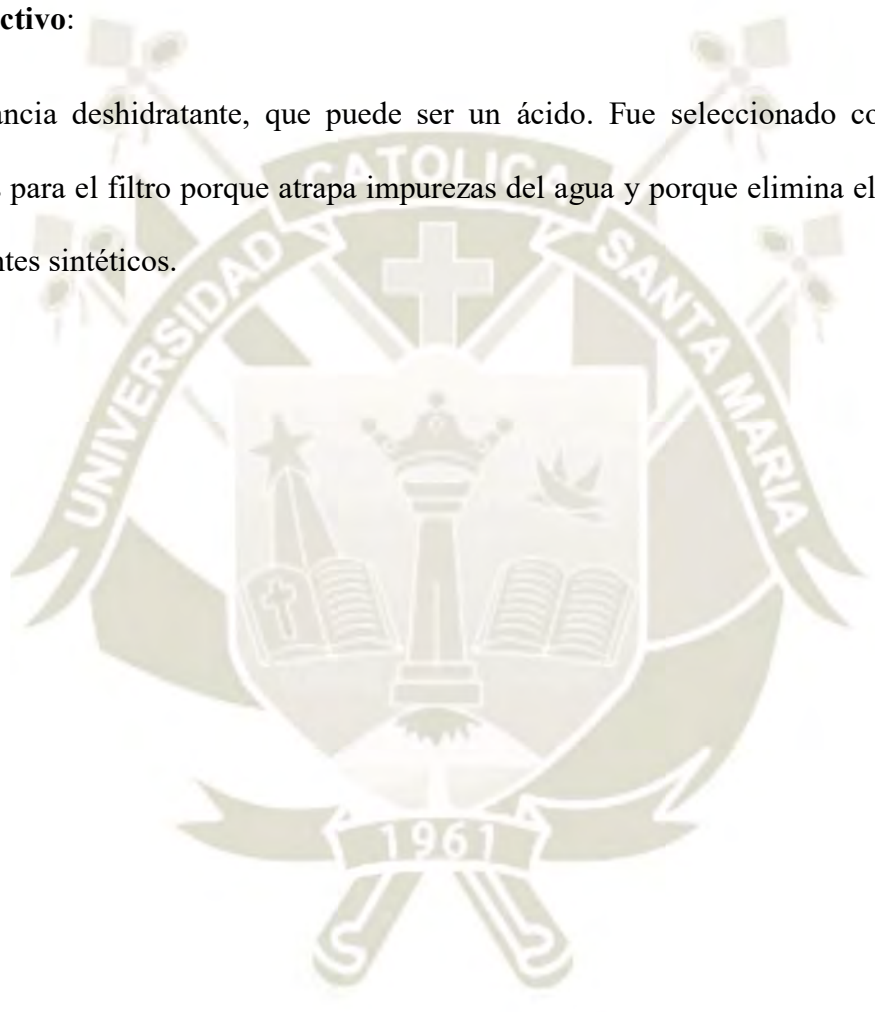 ctivo:
ancia deshidratante, que puede ser un ácido. Fue seleccionado co
para el filtro porque atrapa impurezas del agua y porque elimina el
ntes sintéticos.
UNIVERSIDAD CATOLICA SANTA MARIA
1961